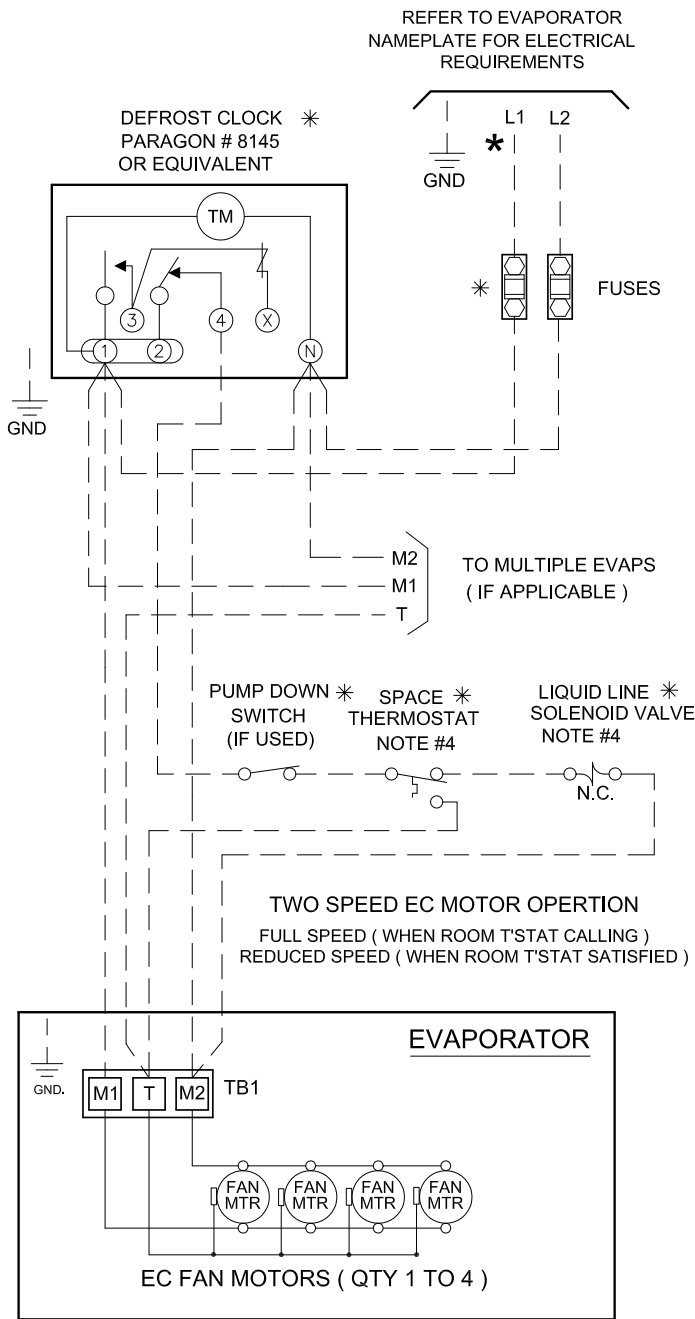 REFER TO EVAPORATOR
NAMEPLATE FOR ELECTRICAL
REQUIREMENTS
DEFROST CLOCK *
PARAGON # 8145
OR EQUIVALENT
L1 L2
*
GND
TM
* FUSES
3 4 X
1 2 N
GND
M2
M1
T
TO MULTIPLE EVAPS
( IF APPLICABLE )
PUMP DOWN *
SWITCH
(IF USED)
SPACE *
THERMOSTAT
NOTE #4
LIQUID LINE *
SOLENOID VALVE
NOTE #4
N.C.
TWO SPEED EC MOTOR OPERTION
FULL SPEED ( WHEN ROOM T'STAT CALLING )
REDUCED SPEED ( WHEN ROOM T'STAT SATISFIED )
EVAPORATOR
GND.
M1 T M2 TB1
FAN
MTR
FAN
MTR
FAN
MTR
FAN
MTR
EC FAN MOTORS ( QTY 1 TO 4 )